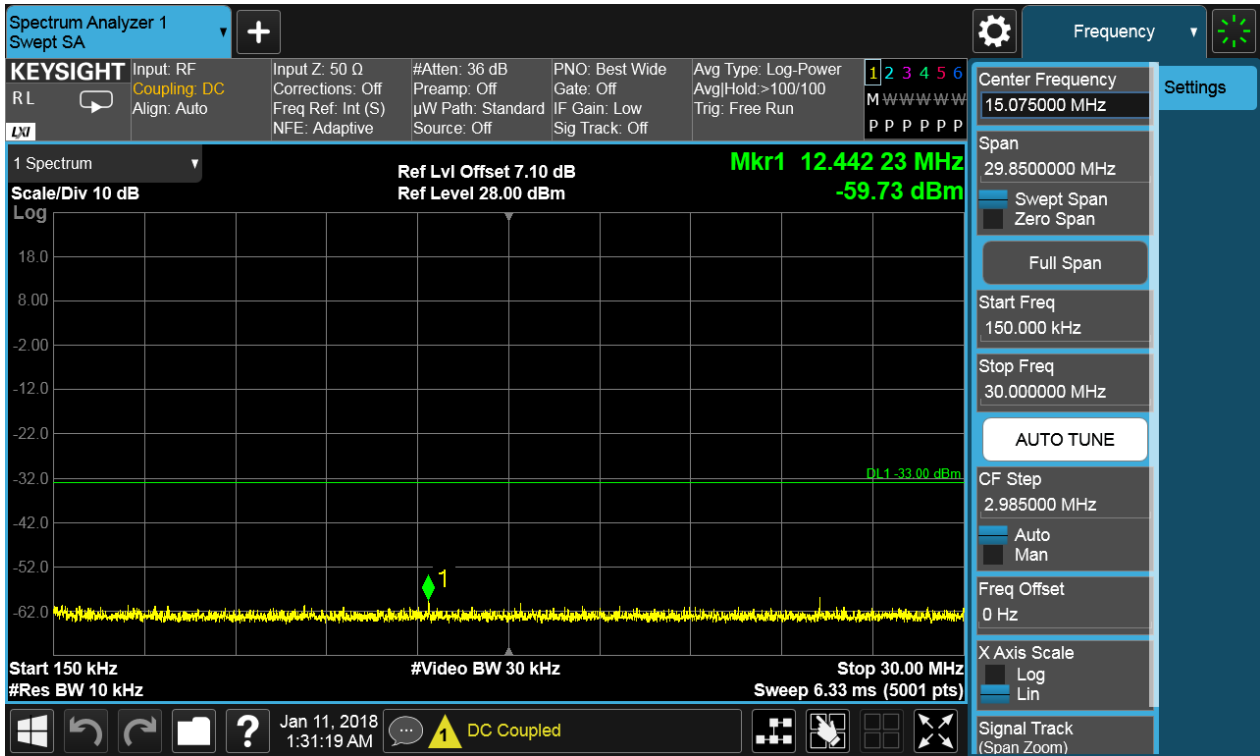 Spectrum Analyzer 1
Swept SA
+
Frequency
KEYSIGHT
RL
LXI
Input: RF
Coupling: DC
Align: Auto
Input Z: 50 Ω
Corrections: Off
Freq Ref: Int (S)
NFE: Adaptive
#Atten: 36 dB
Preamp: Off
µW Path: Standard
Source: Off
PNO: Best Wide
Gate: Off
IF Gain: Low
Sig Track: Off
Avg Type: Log-Power
Avg|Hold:>100/100
Trig: Free Run
1 2 3 4 5 6
M W W W W W
P P P P P P
1 Spectrum
Scale/Div 10 dB
Log
Ref Lvl Offset 7.10 dB
Ref Level 28.00 dBm
Mkr1 12.442 23 MHz
-59.73 dBm
18.0
8.00
-2.00
-12.0
-22.0
-32.0
-42.0
-52.0
-62.0
DL1 -33.00 dBm
1
Start 150 kHz
#Res BW 10 kHz
#Video BW 30 kHz
Stop 30.00 MHz
Sweep 6.33 ms (5001 pts)
Center Frequency
15.075000 MHz
Span
29.8500000 MHz
Swept Span
Zero Span
Full Span
Start Freq
150.000 kHz
Stop Freq
30.000000 MHz
AUTO TUNE
CF Step
2.985000 MHz
Auto
Man
Freq Offset
0 Hz
X Axis Scale
Log
Lin
Signal Track
(Span Zoom)
Settings
?
Jan 11, 2018
1:31:19 AM
1
DC Coupled